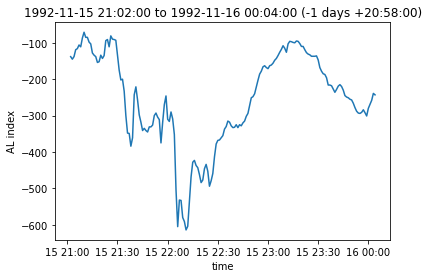 1992-11-15 21:02:00 to 1992-11-16 00:04:00 (-1 days +20:58:00)
AL index
−100
−200
−300
−400
−500
−600
15 21:00 15 21:30 15 22:00 15 22:30 15 23:00 15 23:30 16 00:00
time